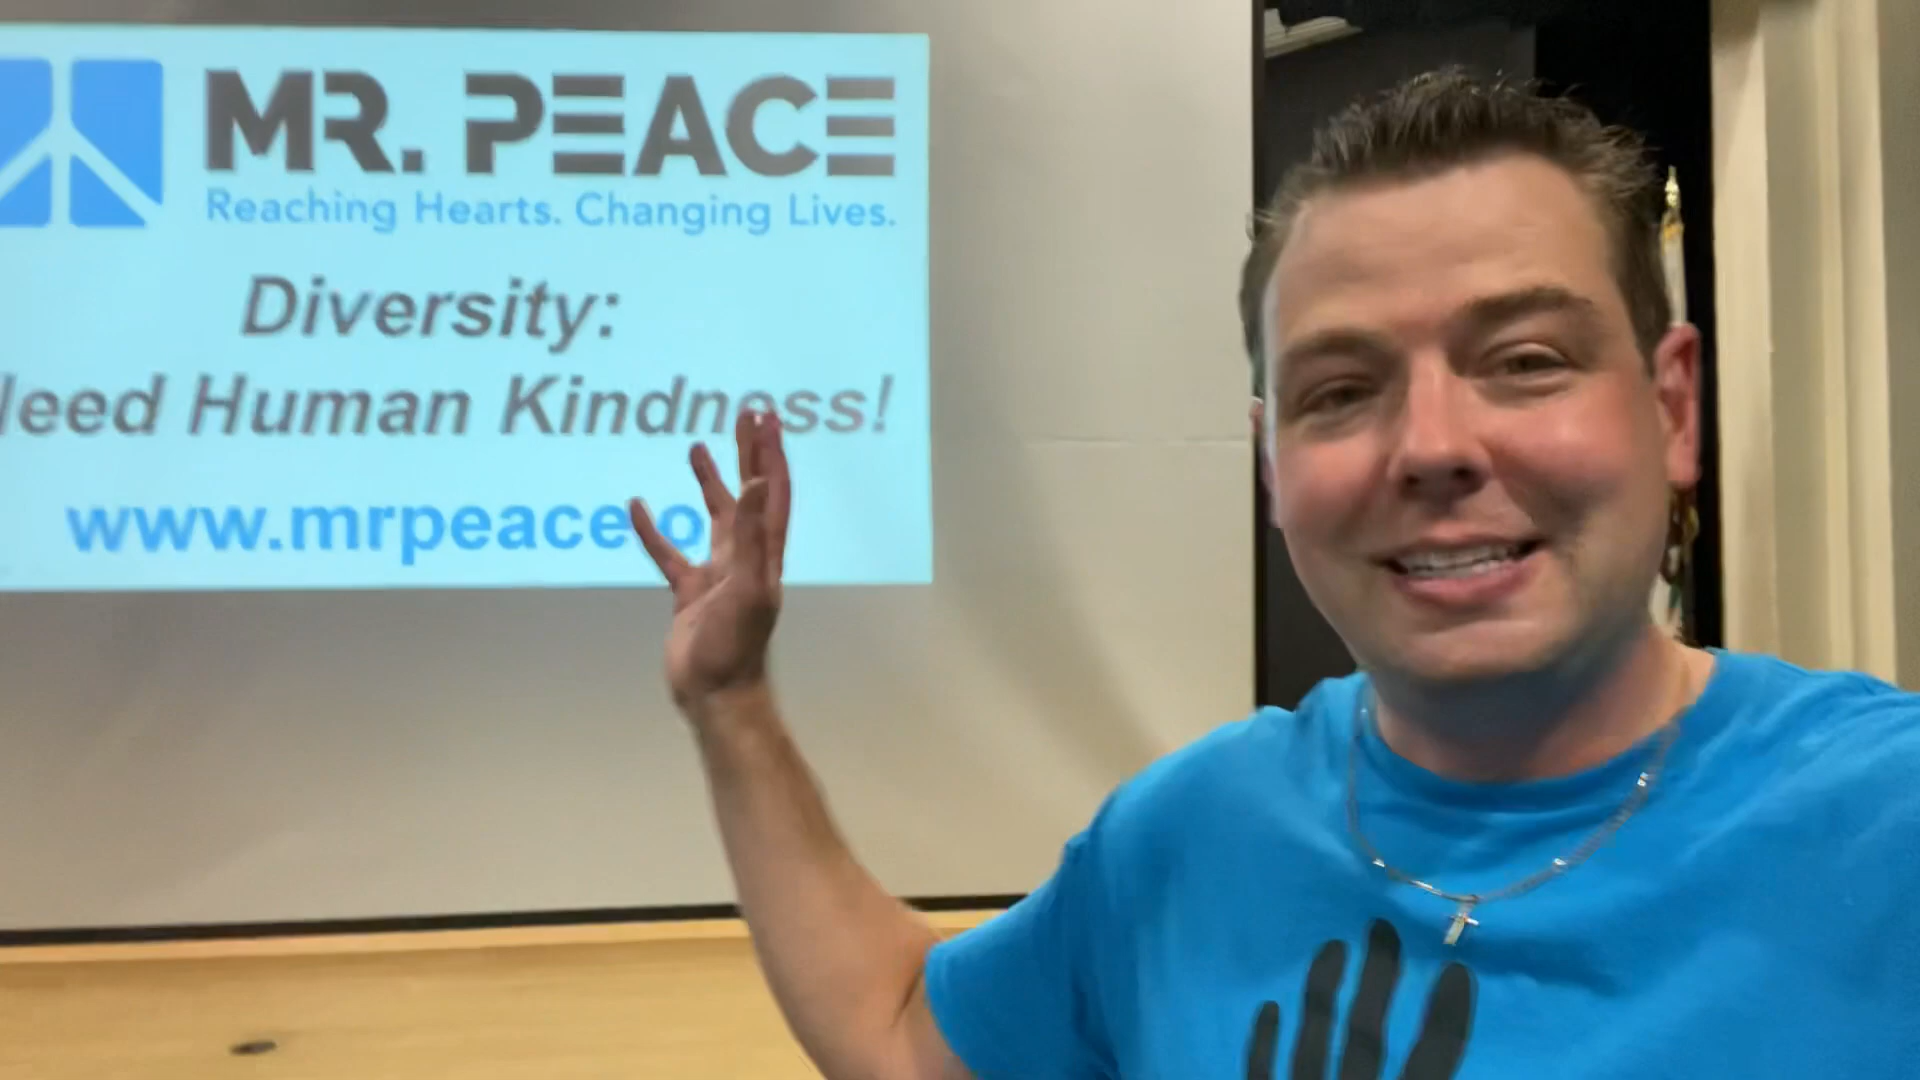 MR. PEACE
Reaching Hearts. Changing Lives.
Diversity:
Human Kindness!
www.mrpeace.o